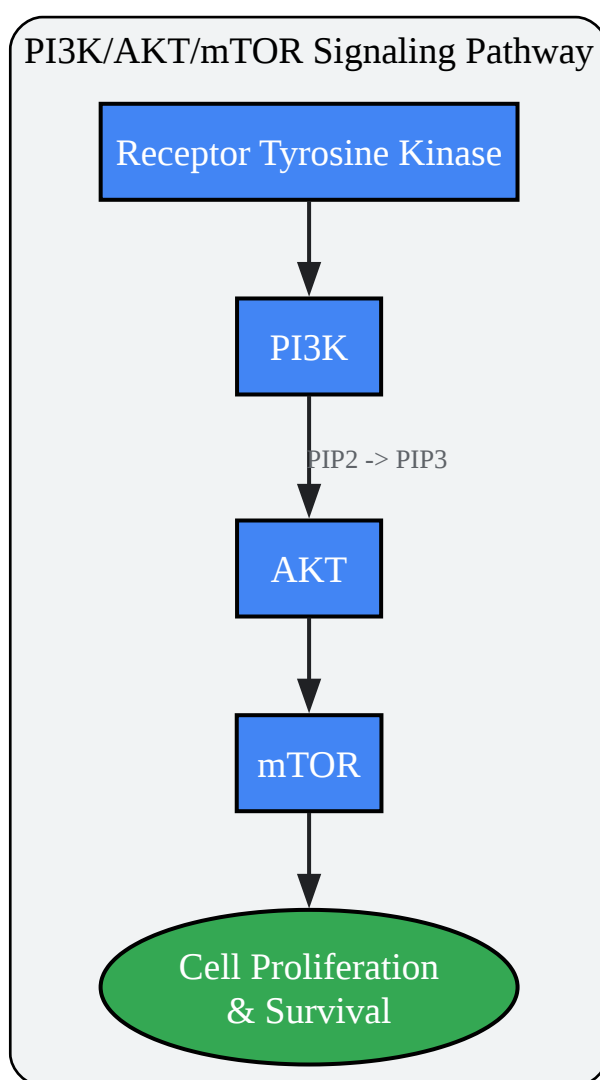 PI3K/AKT/mTOR Signaling Pathway
Receptor Tyrosine Kinase
PI3K
PIP2 -> PIP3
AKT
mTOR
Cell Proliferation
& Survival